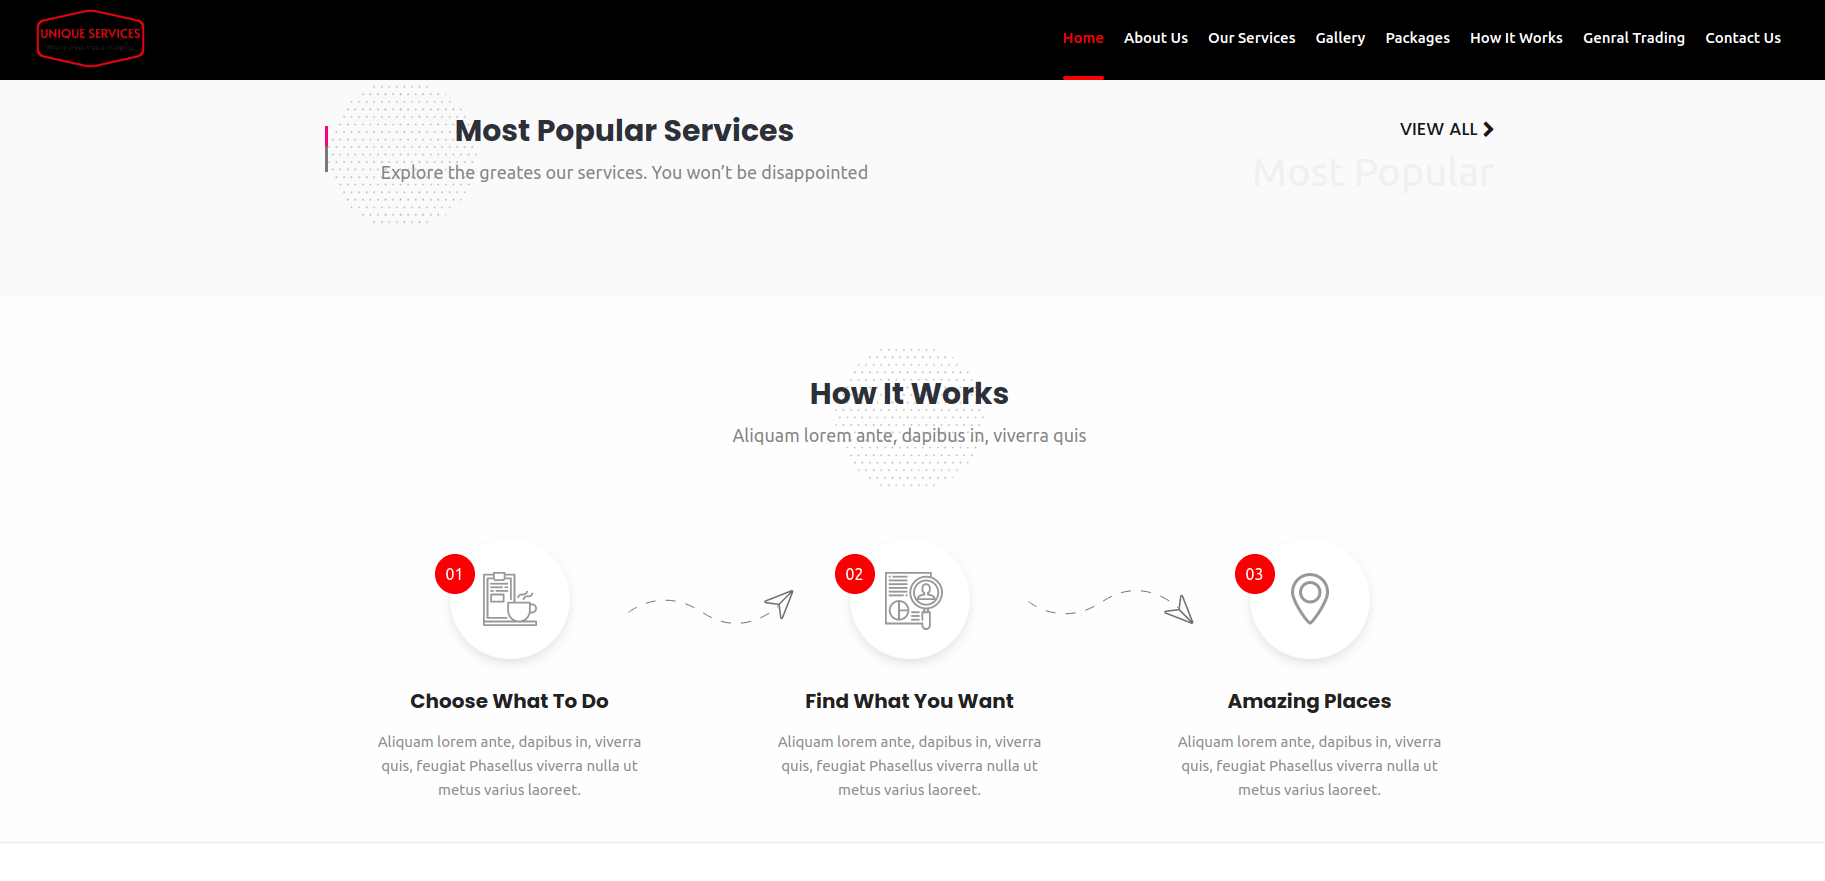 UNIQUE SERVICES
Home About Us Our Services Gallery Packages How It Works Genral Trading Contact Us
Most Popular Services
Explore the greates our services. You won’t be disappointed
VIEW ALL
Most Popular
How It Works
Aliquam lorem ante, dapibus in, viverra quis
01
02
03
Choose What To Do
Aliquam lorem ante, dapibus in, viverra
quis, feugiat Phasellus viverra nulla ut
metus varius laoreet.
Find What You Want
Aliquam lorem ante, dapibus in, viverra
quis, feugiat Phasellus viverra nulla ut
metus varius laoreet.
Amazing Places
Aliquam lorem ante, dapibus in, viverra
quis, feugiat Phasellus viverra nulla ut
metus varius laoreet.